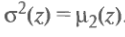 σ²(z) = μ₂(z).